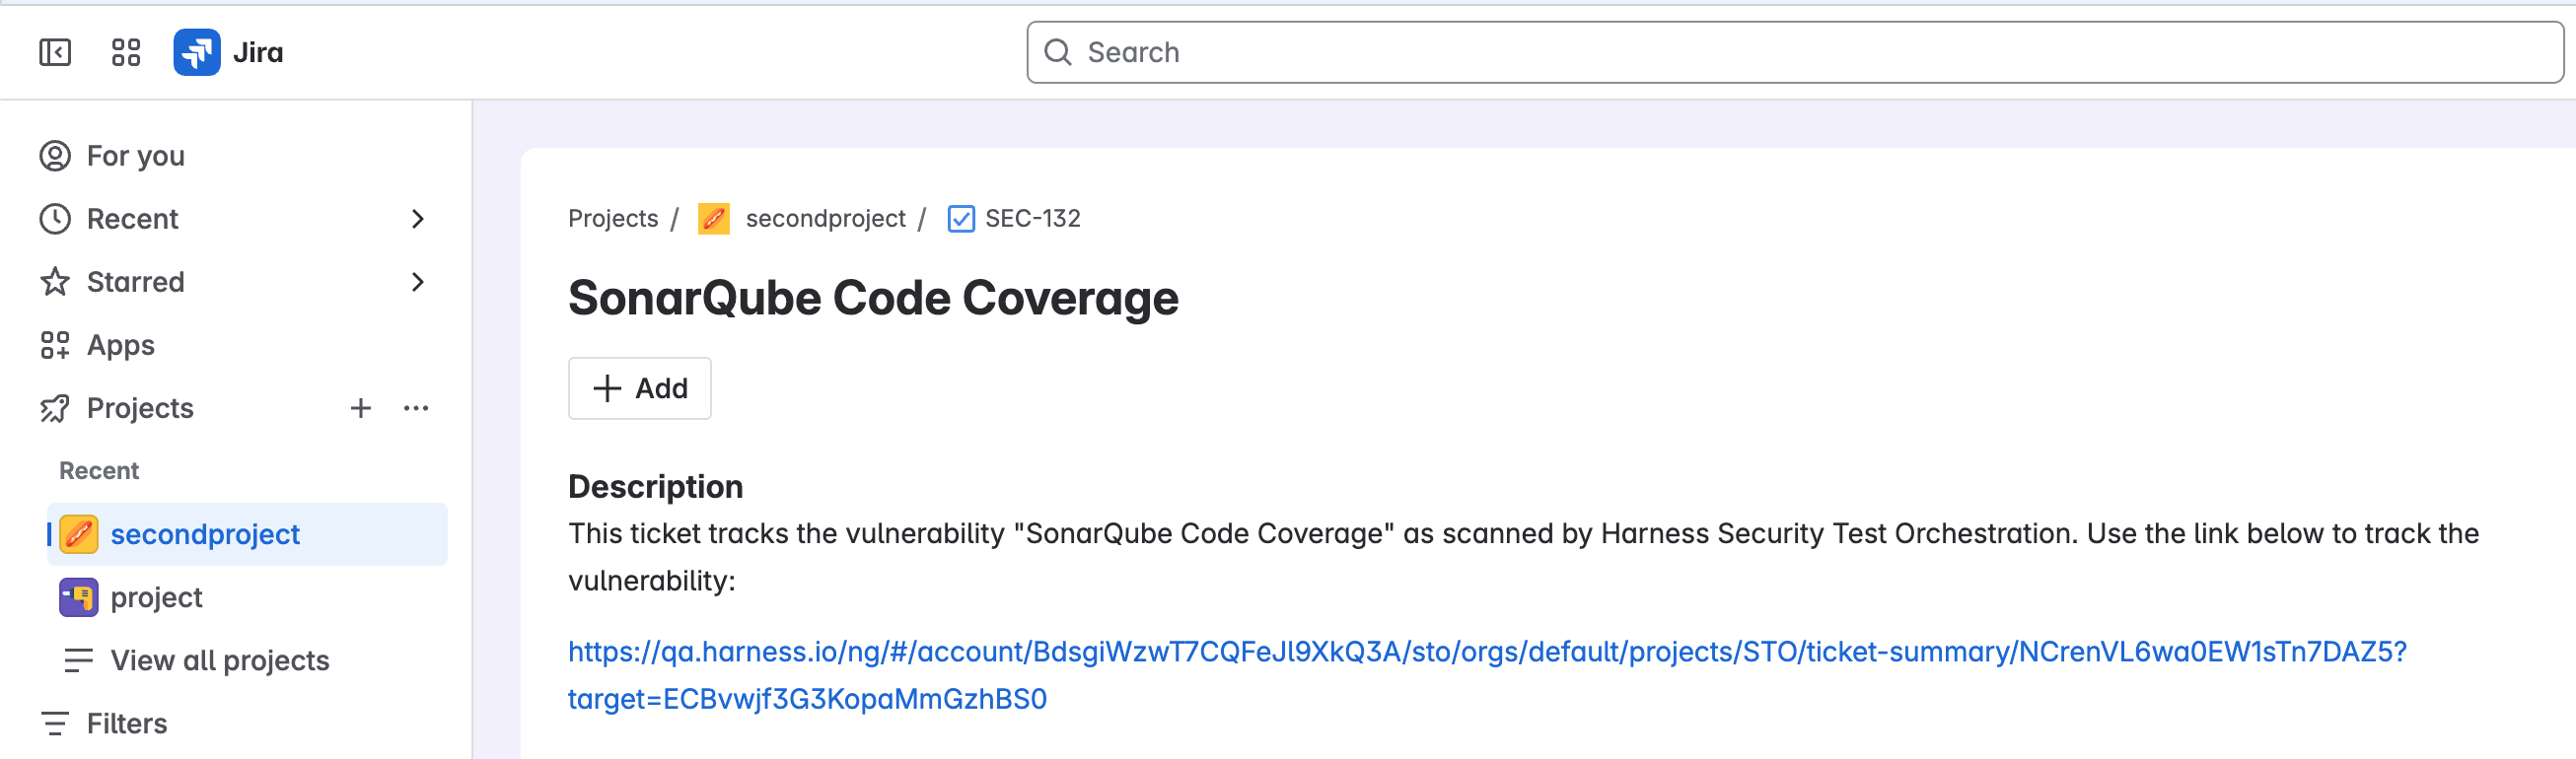 Jira
Search
For you
Recent
Starred
Apps
Projects
Recent
secondproject
project
View all projects
Filters
Projects / secondproject / SEC-132
SonarQube Code Coverage
Add
Description
This ticket tracks the vulnerability "SonarQube Code Coverage" as scanned by Harness Security Test Orchestration. Use the link below to track the
vulnerability:
https://qa.harness.io/ng/#/account/BdsgiWzwT7CQFeJl9XkQ3A/sto/orgs/default/projects/STO/ticket-summary/NCrenVL6wa0EW1sTn7DAZ5?
target=ECBvwjf3G3KopaMmGzhBS0